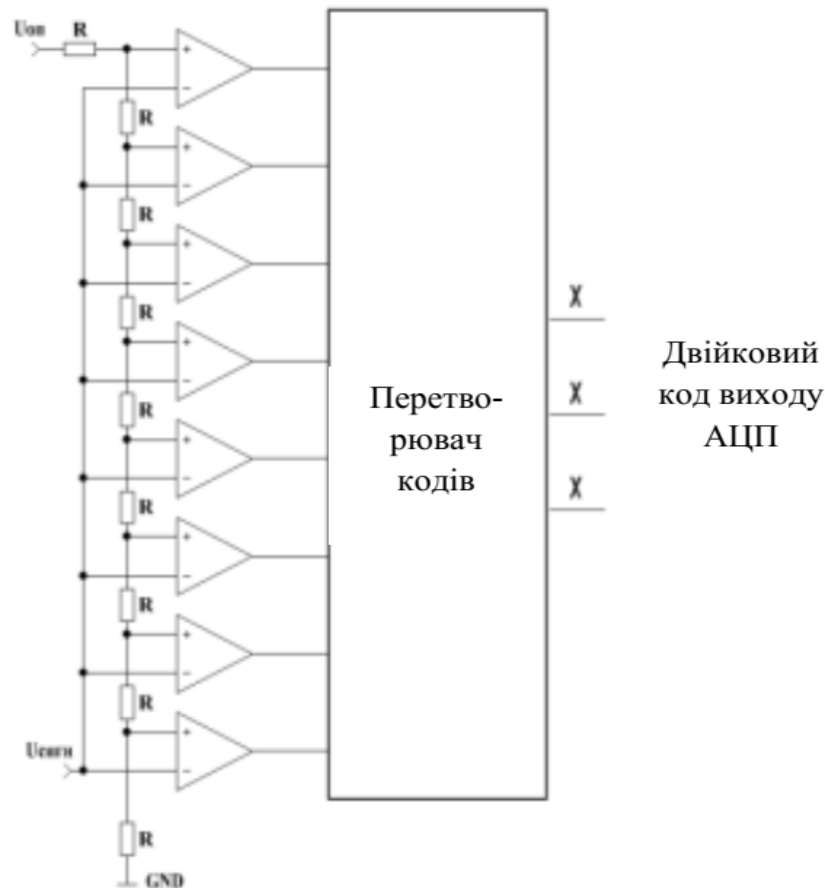 Uоп R
+
−
R
+
−
R
+
−
R
+
−
R
+
−
R
+
−
R
+
−
R
+
−
Uсигн
R
GND
Перетво-
рювач
кодів
X
X
X
Двійковий
код виходу
АЦП